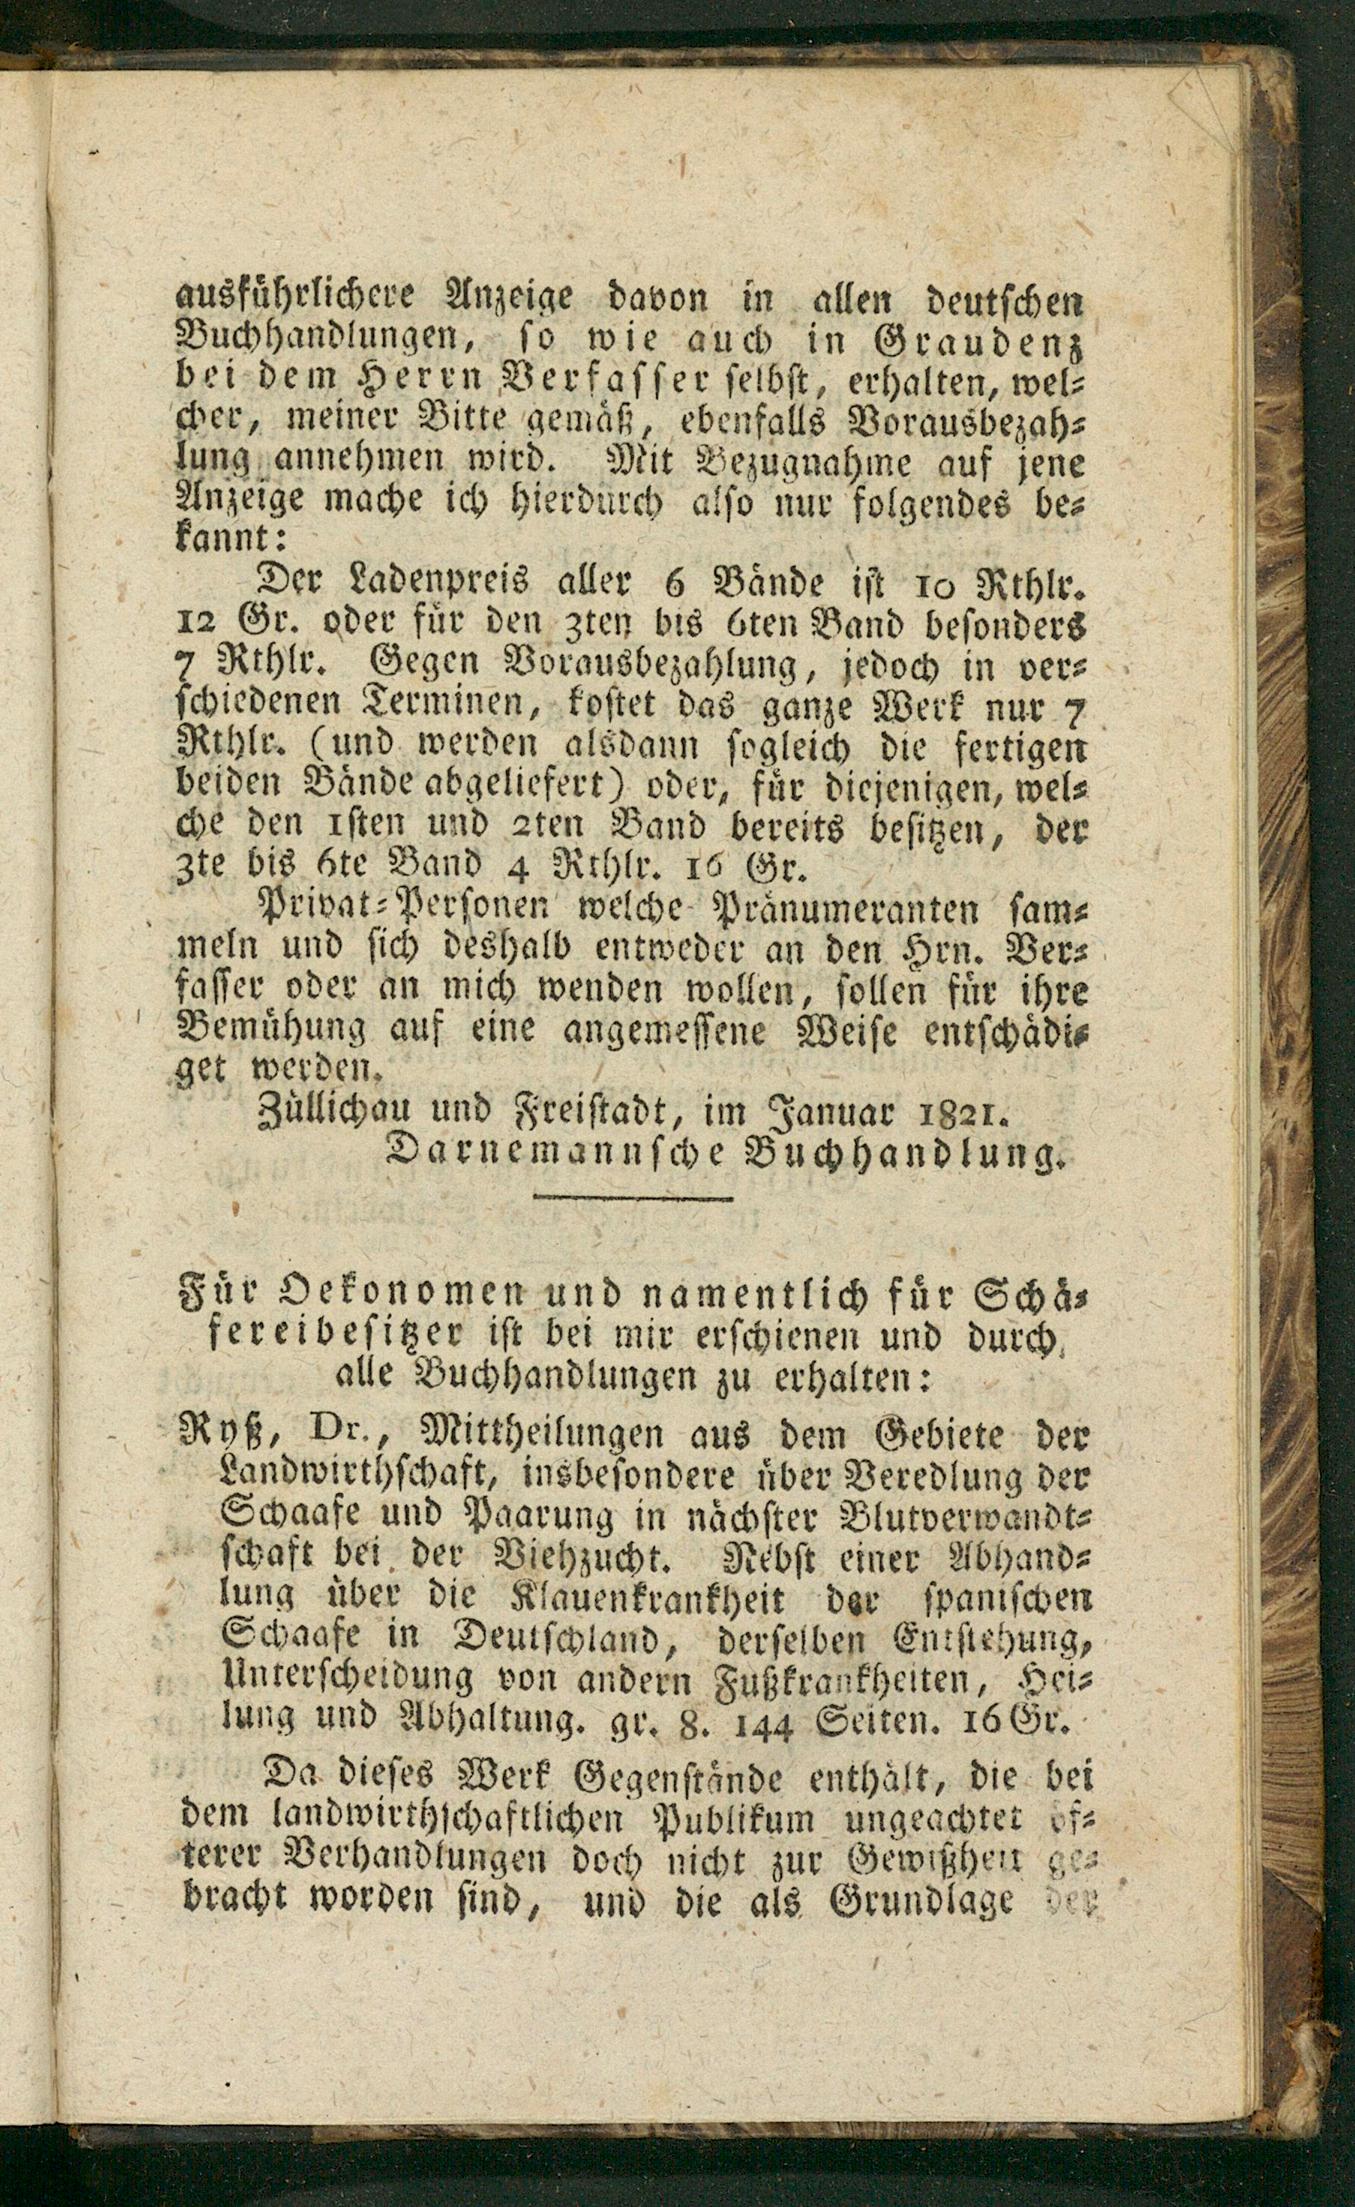 ausführlichere Anzeige davon in allen deutschen
Buchhandlungen, so wie auch in Graudenz
bei dem Herrn Verfasser selbst, erhalten, wel-
cher, meiner Bitte gemäß, ebenfalls Vorausbezah-
lung annehmen wird. Mit Bezugnahme auf jene
Anzeige mache ich hierdurch also nur folgendes be-
kannt:
Der Ladenpreis aller 6 Bände ist 10 Rthlr.
12 Gr. oder für den 3ten bis 6ten Band besonders
7 Rthlr. Gegen Vorausbezahlung, jedoch in ver-
schiedenen Terminen, kostet das ganze Werk nur 7
Rthlr. (und werden alsdann sogleich die fertigen
beiden Bände abgeliefert) oder, für diejenigen, wel-
che den 1sten und 2ten Band bereits besitzen, der
3te bis 6te Band 4 Rthlr. 16 Gr.
Privat-Personen welche Pränumeranten sam-
meln und sich deshalb entweder an den Hrn. Ver-
fasser oder an mich wenden wollen, sollen für ihre
Bemühung auf eine angemessene Weise entschädi-
get werden.
Züllichau und Freistadt, im Januar 1821.
Darnemannsche Buchhandlung.
Für Oekonomen und namentlich für Schä-
fereibesitzer ist bei mir erschienen und durch
alle Buchhandlungen zu erhalten:
Ryß, Dr., Mittheilungen aus dem Gebiete der
Landwirthschaft, insbesondere über Veredlung der
Schaafe und Paarung in nächster Blutverwandt-
schaft bei der Viehzucht. Nebst einer Abhand-
lung über die Klauenkrankheit der spanischen
Schaafe in Deutschland, derselben Entstehung,
Unterscheidung von andern Fußkrankheiten, Hei-
lung und Abhaltung. gr. 8. 144 Seiten. 16 Gr.
Da dieses Werk Gegenstände enthält, die bei
dem landwirthschaftlichen Publikum ungeachtet öf-
terer Verhandlungen doch nicht zur Gewißheit ge-
bracht worden sind, und die als Grundlage der